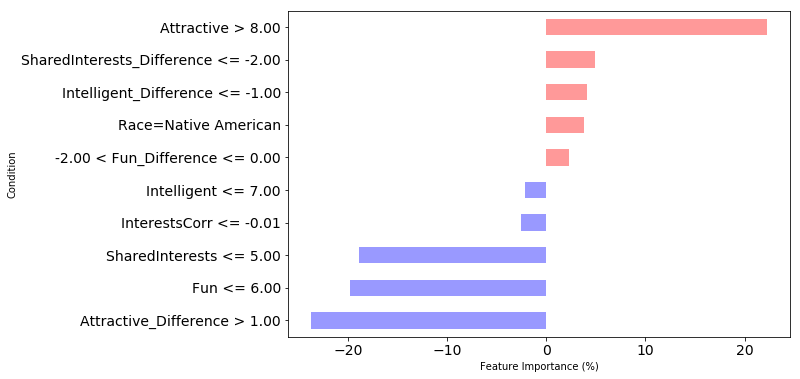 Attractive > 8.00
SharedInterests_Difference <= -2.00
Intelligent_Difference <= -1.00
Race=Native American
-2.00 < Fun_Difference <= 0.00
Intelligent <= 7.00
InterestsCorr <= -0.01
SharedInterests <= 5.00
Fun <= 6.00
Attractive_Difference > 1.00
Condition
−20 −10 0 10 20
Feature Importance (%)